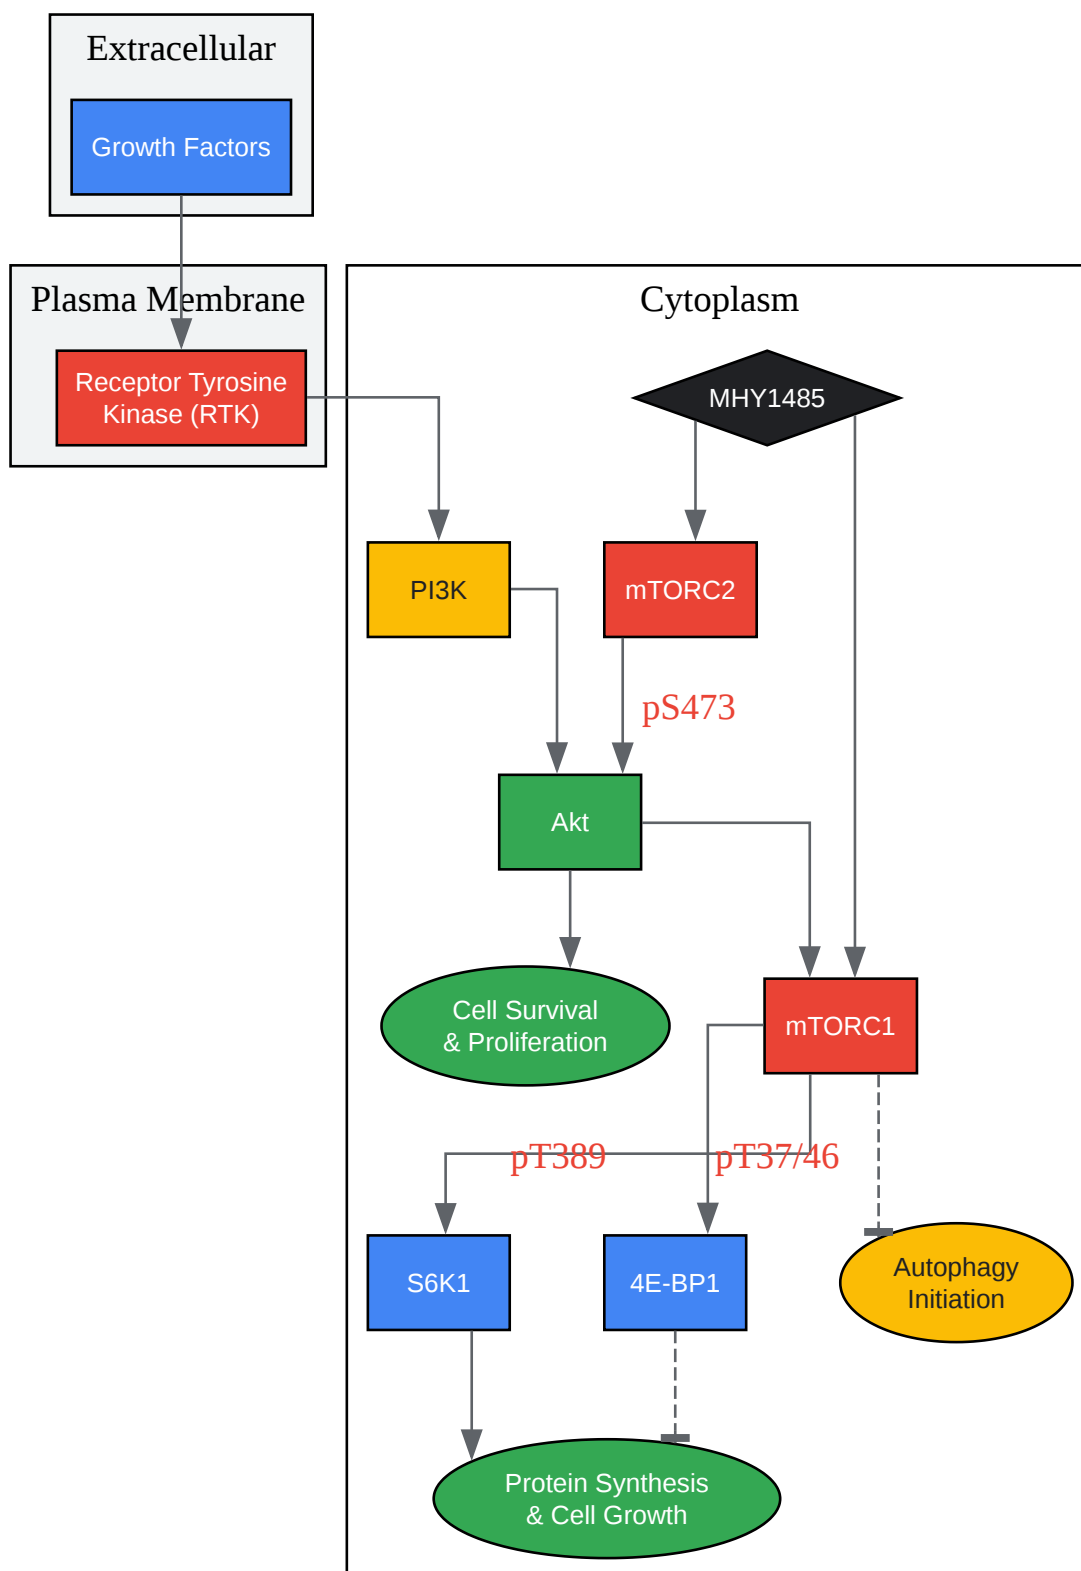 Extracellular
Growth Factors
Plasma Membrane
Receptor Tyrosine
Kinase (RTK)
Cytoplasm
MHY1485
PI3K
mTORC2
pS473
Akt
Cell Survival
& Proliferation
mTORC1
pT389
pT37/46
S6K1
4E-BP1
Autophagy
Initiation
Protein Synthesis
& Cell Growth